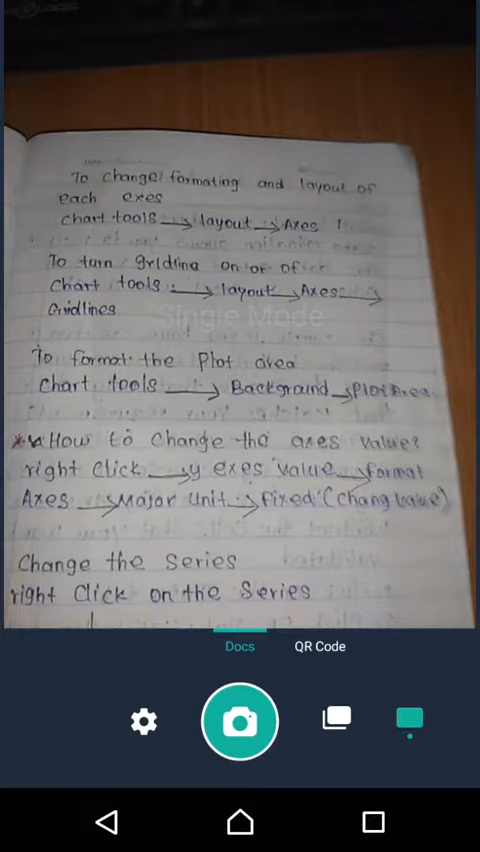 To change formating and layout of
each exes
chart tools → layout → Axes
To turn gridling on or of
chart tools → layout → Axes →
Gridlines
Single Mode
To format the Plot area
chart tools → Background → Plot Area
* How to change the axes value?
right click → y exes value → format
Axes → Major Unit → Fixed (chang value)
Change the Series
right Click on the Series
Docs
QR Code